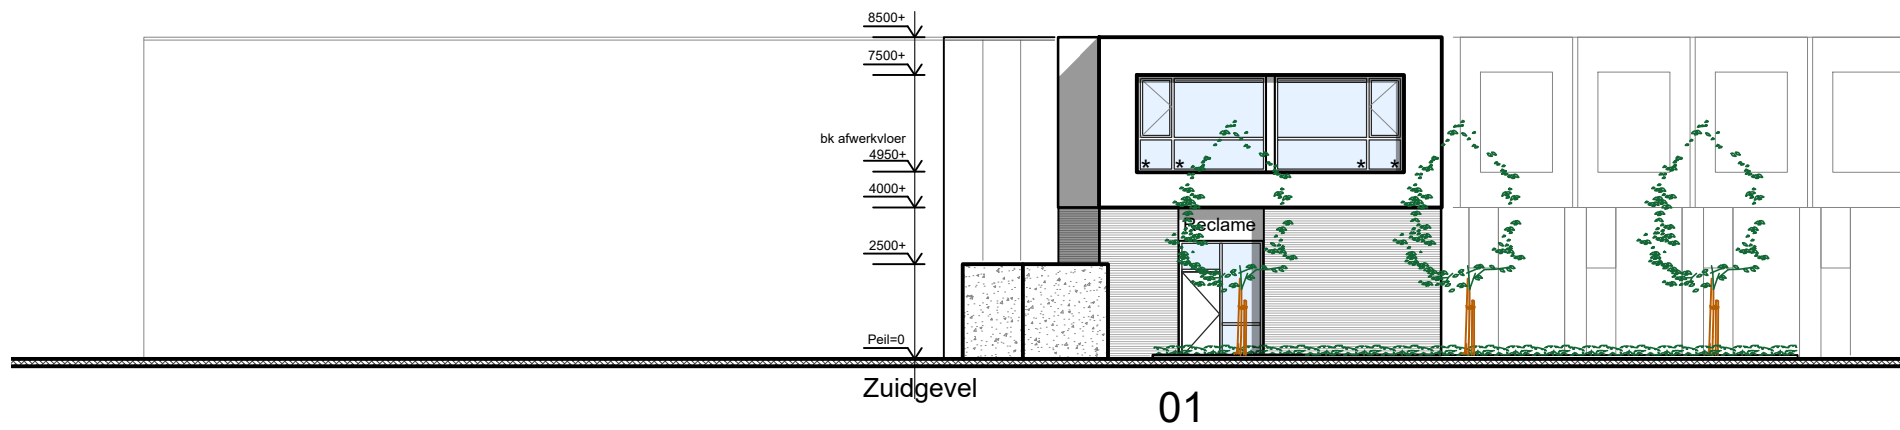 8500+
7500+
bk afwerkvloer
4950+
4000+
2500+
Peil=0
Reclame
* * * *
Zuidgevel
01